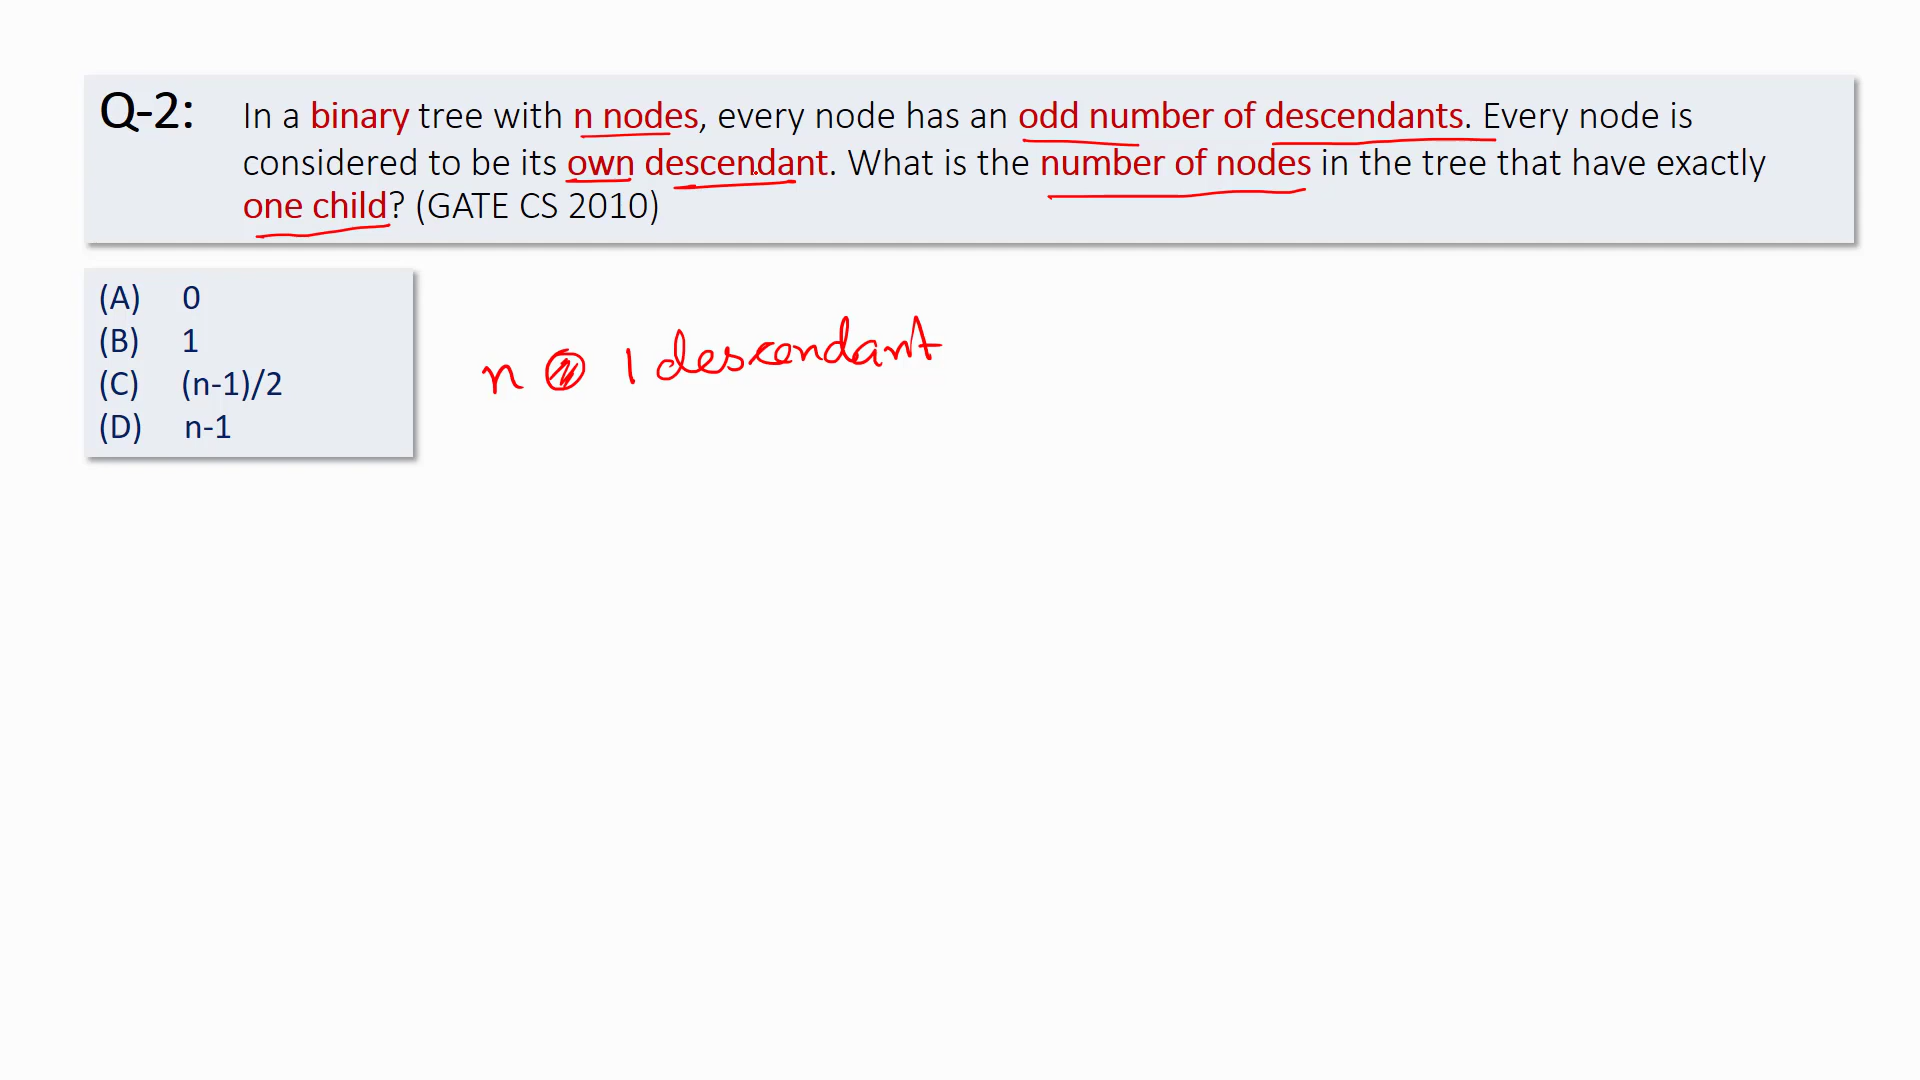 Q-2: In a binary tree with n nodes, every node has an odd number of descendants. Every node is
considered to be its own descendant. What is the number of nodes in the tree that have exactly
one child? (GATE CS 2010)
(A) 0
(B) 1
(C) (n-1)/2
(D) n-1
n 1 descendant